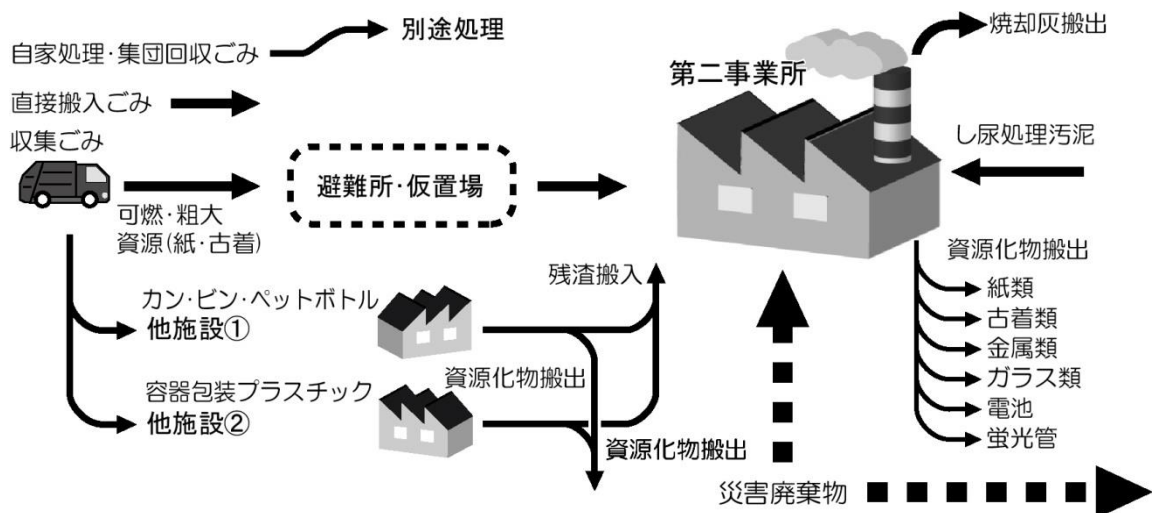 自家処理・集団回収ごみ
別途処理
直接搬入ごみ
収集ごみ
可燃・粗大
資源(紙・古着)
避難所・仮置場
第二事業所
焼却灰搬出
し尿処理汚泥
資源化物搬出
紙類
古着類
金属類
ガラス類
電池
蛍光管
残渣搬入
カン・ビン・ペットボトル
他施設①
資源化物搬出
容器包装プラスチック
他施設②
資源化物搬出
災害廃棄物